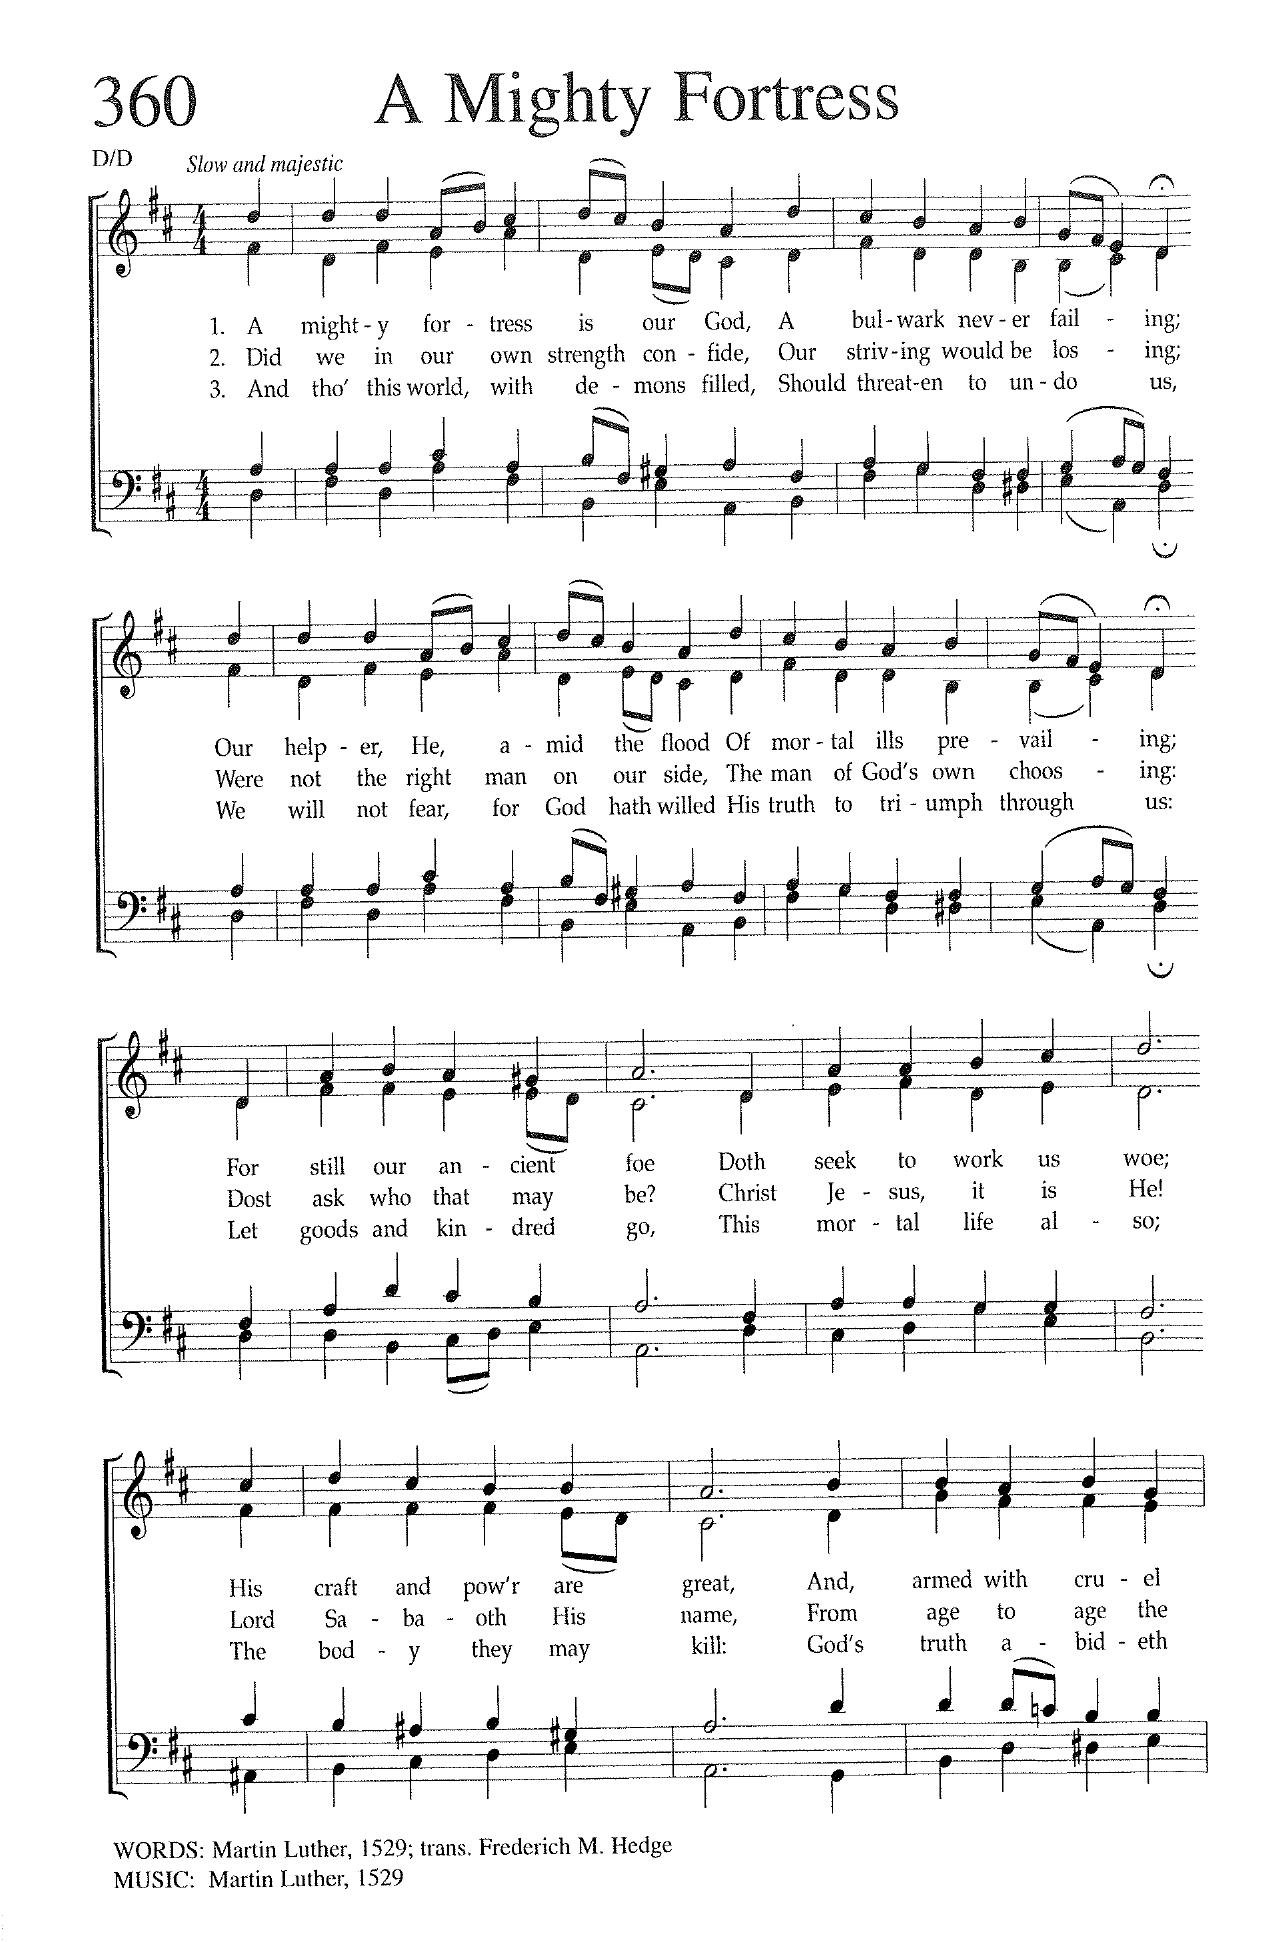 360 A Mighty Fortress
D/D Slow and majestic
1. A might - y for - tress is our God, A bul - wark nev - er fail - ing;
2. Did we in our own strength con - fide, Our striv - ing would be los - ing;
3. And tho' this world, with de - mons filled, Should threat - en to un - do us,
Our help - er, He, a - mid the flood Of mor - tal ills pre - vail - ing;
Were not the right man on our side, The man of God's own choos - ing:
We will not fear, for God hath willed His truth to tri - umph through us:
For still our an - cient foe Doth seek to work us woe;
Dost ask who that may be? Christ Je - sus, it is He!
Let goods and kin - dred go, This mor - tal life al - so;
His craft and pow'r are great, And, armed with cru - el
Lord Sa - ba - oth His name, From age to age the
The bod - y they may kill: God's truth a - bid - eth
WORDS: Martin Luther, 1529; trans. Frederich M. Hedge
MUSIC: Martin Luther, 1529